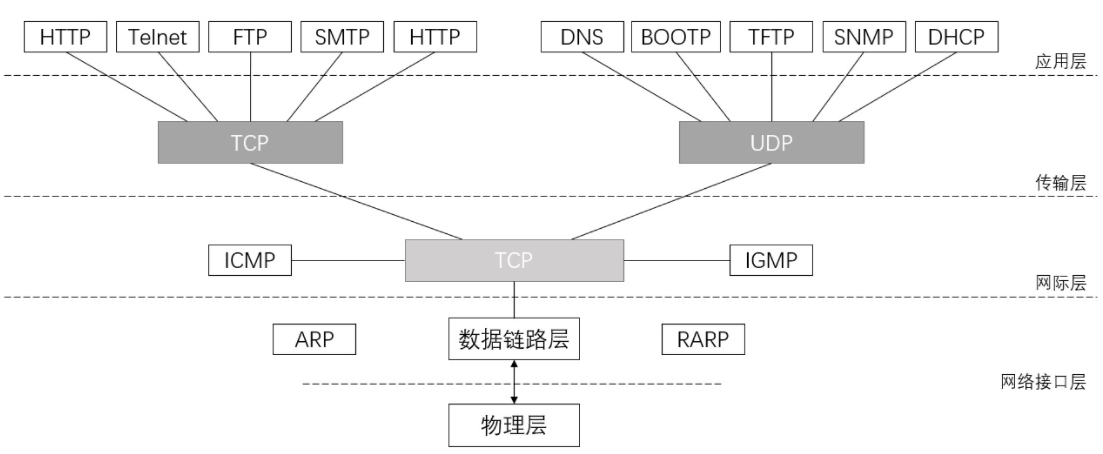 HTTP
Telnet
FTP
SMTP
HTTP
DNS
BOOTP
TFTP
SNMP
DHCP
应用层
TCP
UDP
传输层
ICMP
TCP
IGMP
网际层
ARP
数据链路层
RARP
网络接口层
物理层